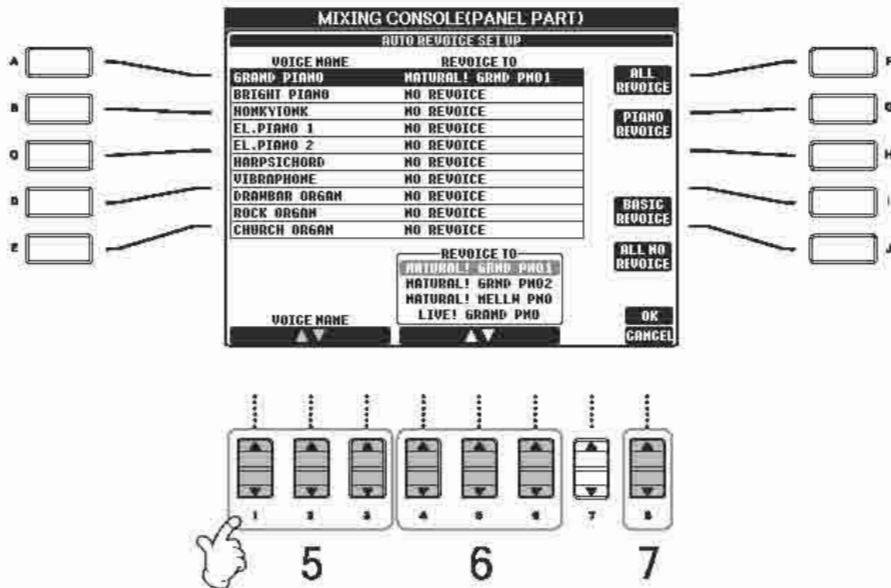 MIXING CONSOLE(PANEL PART)
AUTO REVOICE SET UP
VOICE NAME REVOICE TO
GRAND PIANO NATURAL! GRND PNO1
BRIGHT PIANO NO REVOICE
HONKYTONK NO REVOICE
EL.PIANO 1 NO REVOICE
EL.PIANO 2 NO REVOICE
HARPSICHORD NO REVOICE
VIBRAPHONE NO REVOICE
DRAWBAR ORGAN NO REVOICE
ROCK ORGAN NO REVOICE
CHURCH ORGAN NO REVOICE
ALL
REVOICE
PIANO
REVOICE
BASIC
REVOICE
ALL NO
REVOICE
REVOICE TO
NATURAL! GRND PNO1
NATURAL! GRND PNO2
NATURAL! MELLW PNO
LIVE! GRAND PNO
VOICE NAME
OK
CANCEL
A
B
C
D
E
F
G
H
I
J
1 2 3 4 5 6 7 8
5 6 7